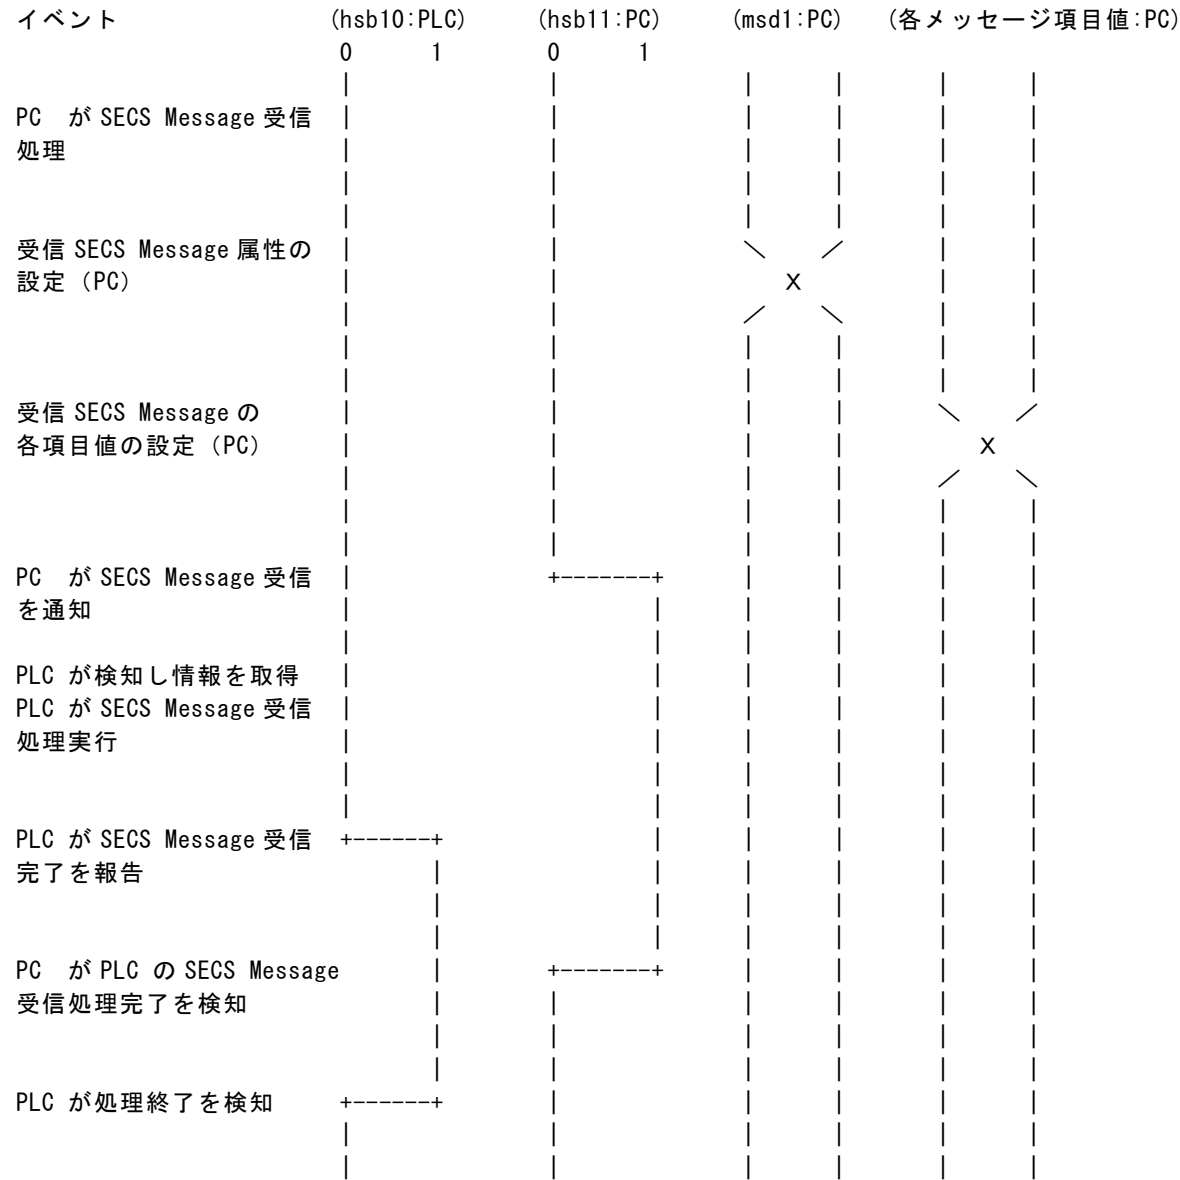 イベント (hsb10:PLC) (hsb11:PC) (msd1:PC) (各メッセージ項目値:PC)
0 1 0 1
PC が SECS Message 受信
処理
受信 SECS Message 属性の
設定（PC）
X
受信 SECS Message の
各項目値の設定（PC）
X
PC が SECS Message 受信
を通知
PLC が検知し情報を取得
PLC が SECS Message 受信
処理実行
PLC が SECS Message 受信
完了を報告
PC が PLC の SECS Message
受信処理完了を検知
PLC が処理終了を検知